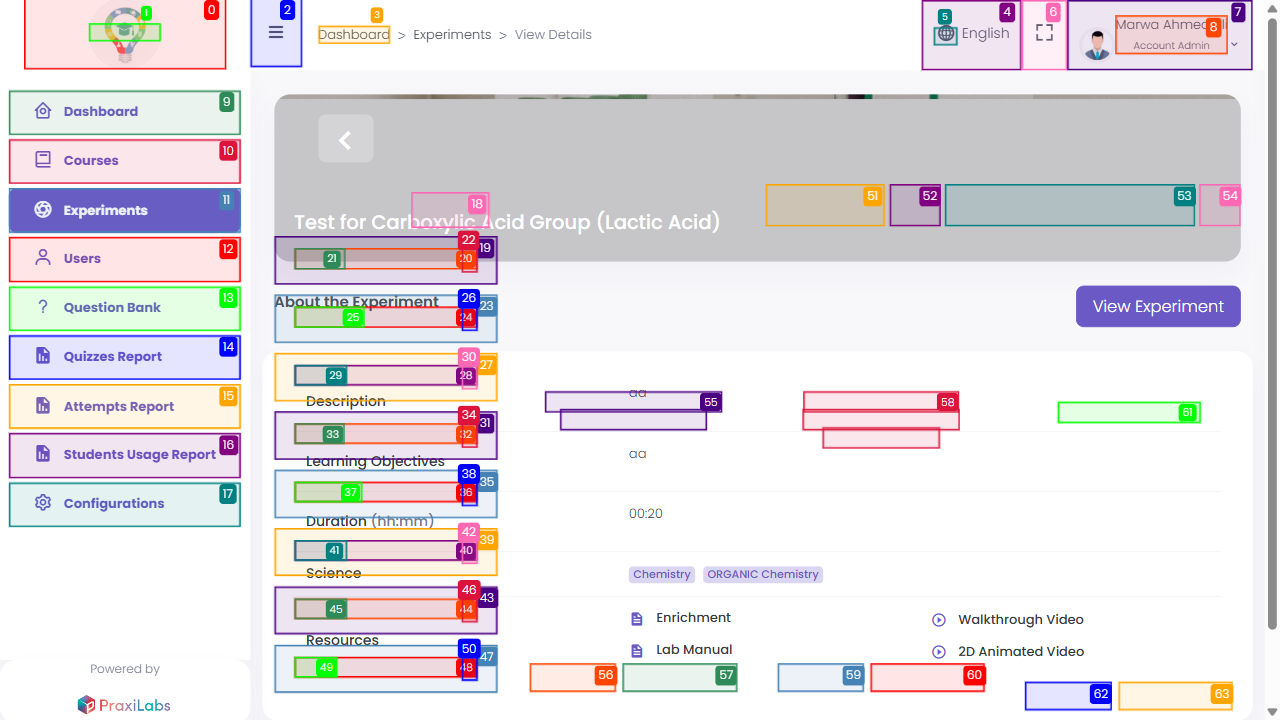 0
1
2
3
Dashboard > Experiments > View Details
4
5
English
6
7
8
Marwa Ahmed
Account Admin
9
Dashboard
10
Courses
11
Experiments
12
Users
13
Question Bank
14
Quizzes Report
15
Attempts Report
16
Students Usage Report
17
Configurations
Powered by
PraxiLabs
18
51
52
53
54
Test for Carboxylic Acid Group (Lactic Acid)
22
19
21
20
About the Experiment
26
23
25
24
View Experiment
30
27
29
28
Description
aa
55
58
61
34
31
33
32
Learning Objectives
aa
38
35
37
36
Duration (hh:mm)
00:20
42
39
41
40
Science
Chemistry
ORGANIC Chemistry
46
43
45
44
Resources
Enrichment
Walkthrough Video
Lab Manual
2D Animated Video
50
47
49
48
56
57
59
60
62
63